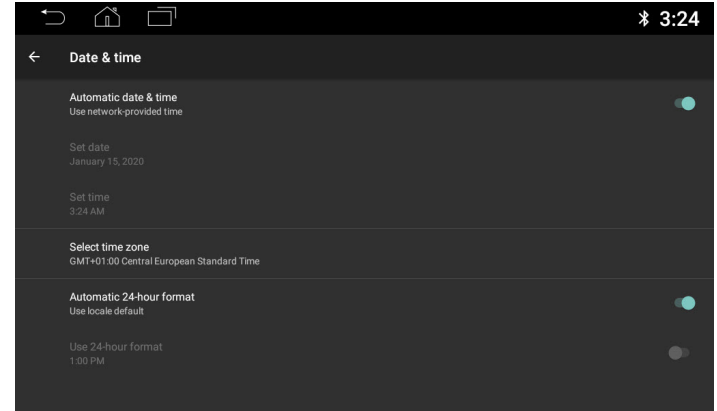 3:24
Date & time
Automatic date & time
Use network-provided time
Set date
January 15, 2020
Set time
3:24 AM
Select time zone
GMT+01:00 Central European Standard Time
Automatic 24-hour format
Use locale default
Use 24-hour format
1:00 PM